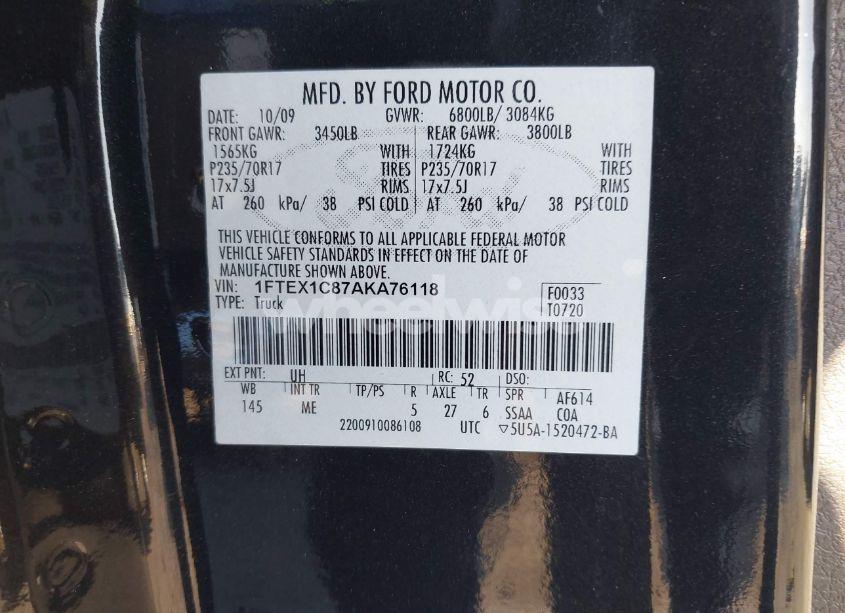 MFD. BY FORD MOTOR CO.
DATE: 10/09 GVWR: 6800LB/ 3084KG
FRONT GAWR: 3450LB REAR GAWR: 3800LB
1565KG WITH 1724KG WITH
P235/70R17 TIRES P235/70R17 TIRES
17x7.5J RIMS 17x7.5J RIMS
AT 260 kPa/ 38 PSI COLD AT 260 kPa/ 38 PSI COLD
THIS VEHICLE CONFORMS TO ALL APPLICABLE FEDERAL MOTOR
VEHICLE SAFETY STANDARDS IN EFFECT ON THE DATE OF
MANUFACTURE SHOWN ABOVE.
VIN: 1FTEX1C87AKA76118 F0033
TYPE: Truck T0720
wheelwise
EXT PNT: UH RC: 52 DSO:
WB INT TR TP/PS R AXLE TR SPR AF614
145 ME 5 27 6 SSAA COA
2200910086108 UTC ▽5U5A-1520472-BA